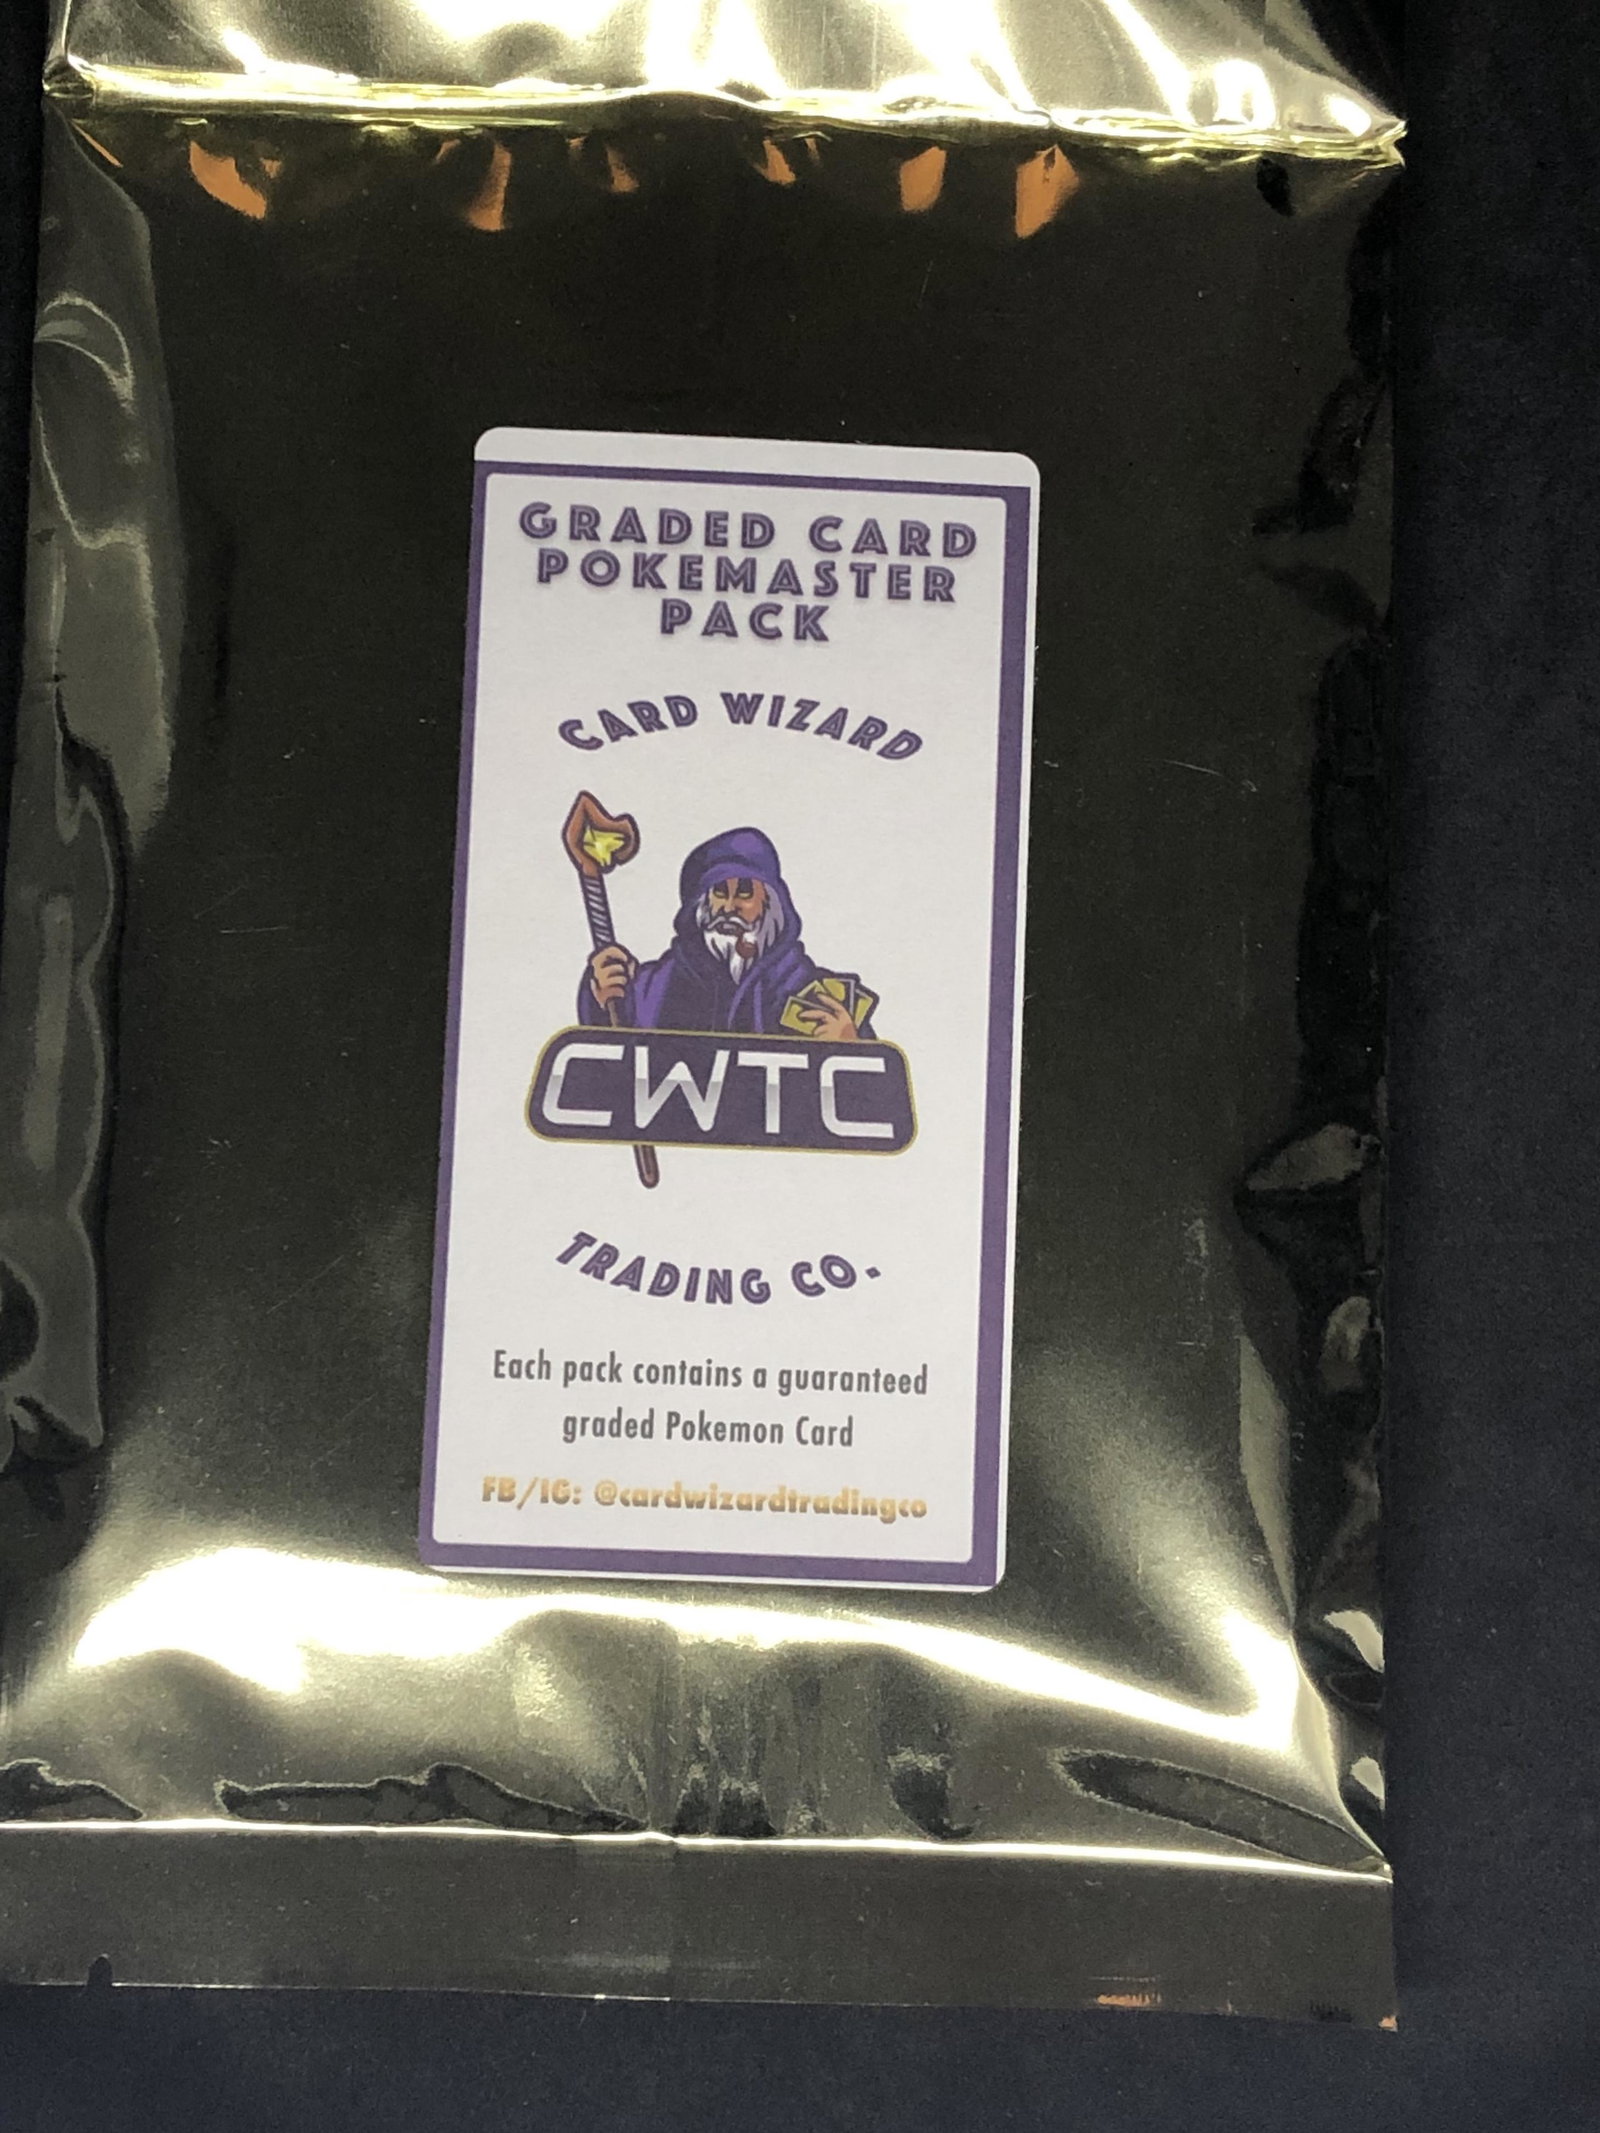 GRADED CARD
POKEMASTER
PACK
CARD WIZARD
CWTC
TRADING CO.
Each pack contains a guaranteed
graded Pokemon Card
FB/IG: @cardwizardtradingco